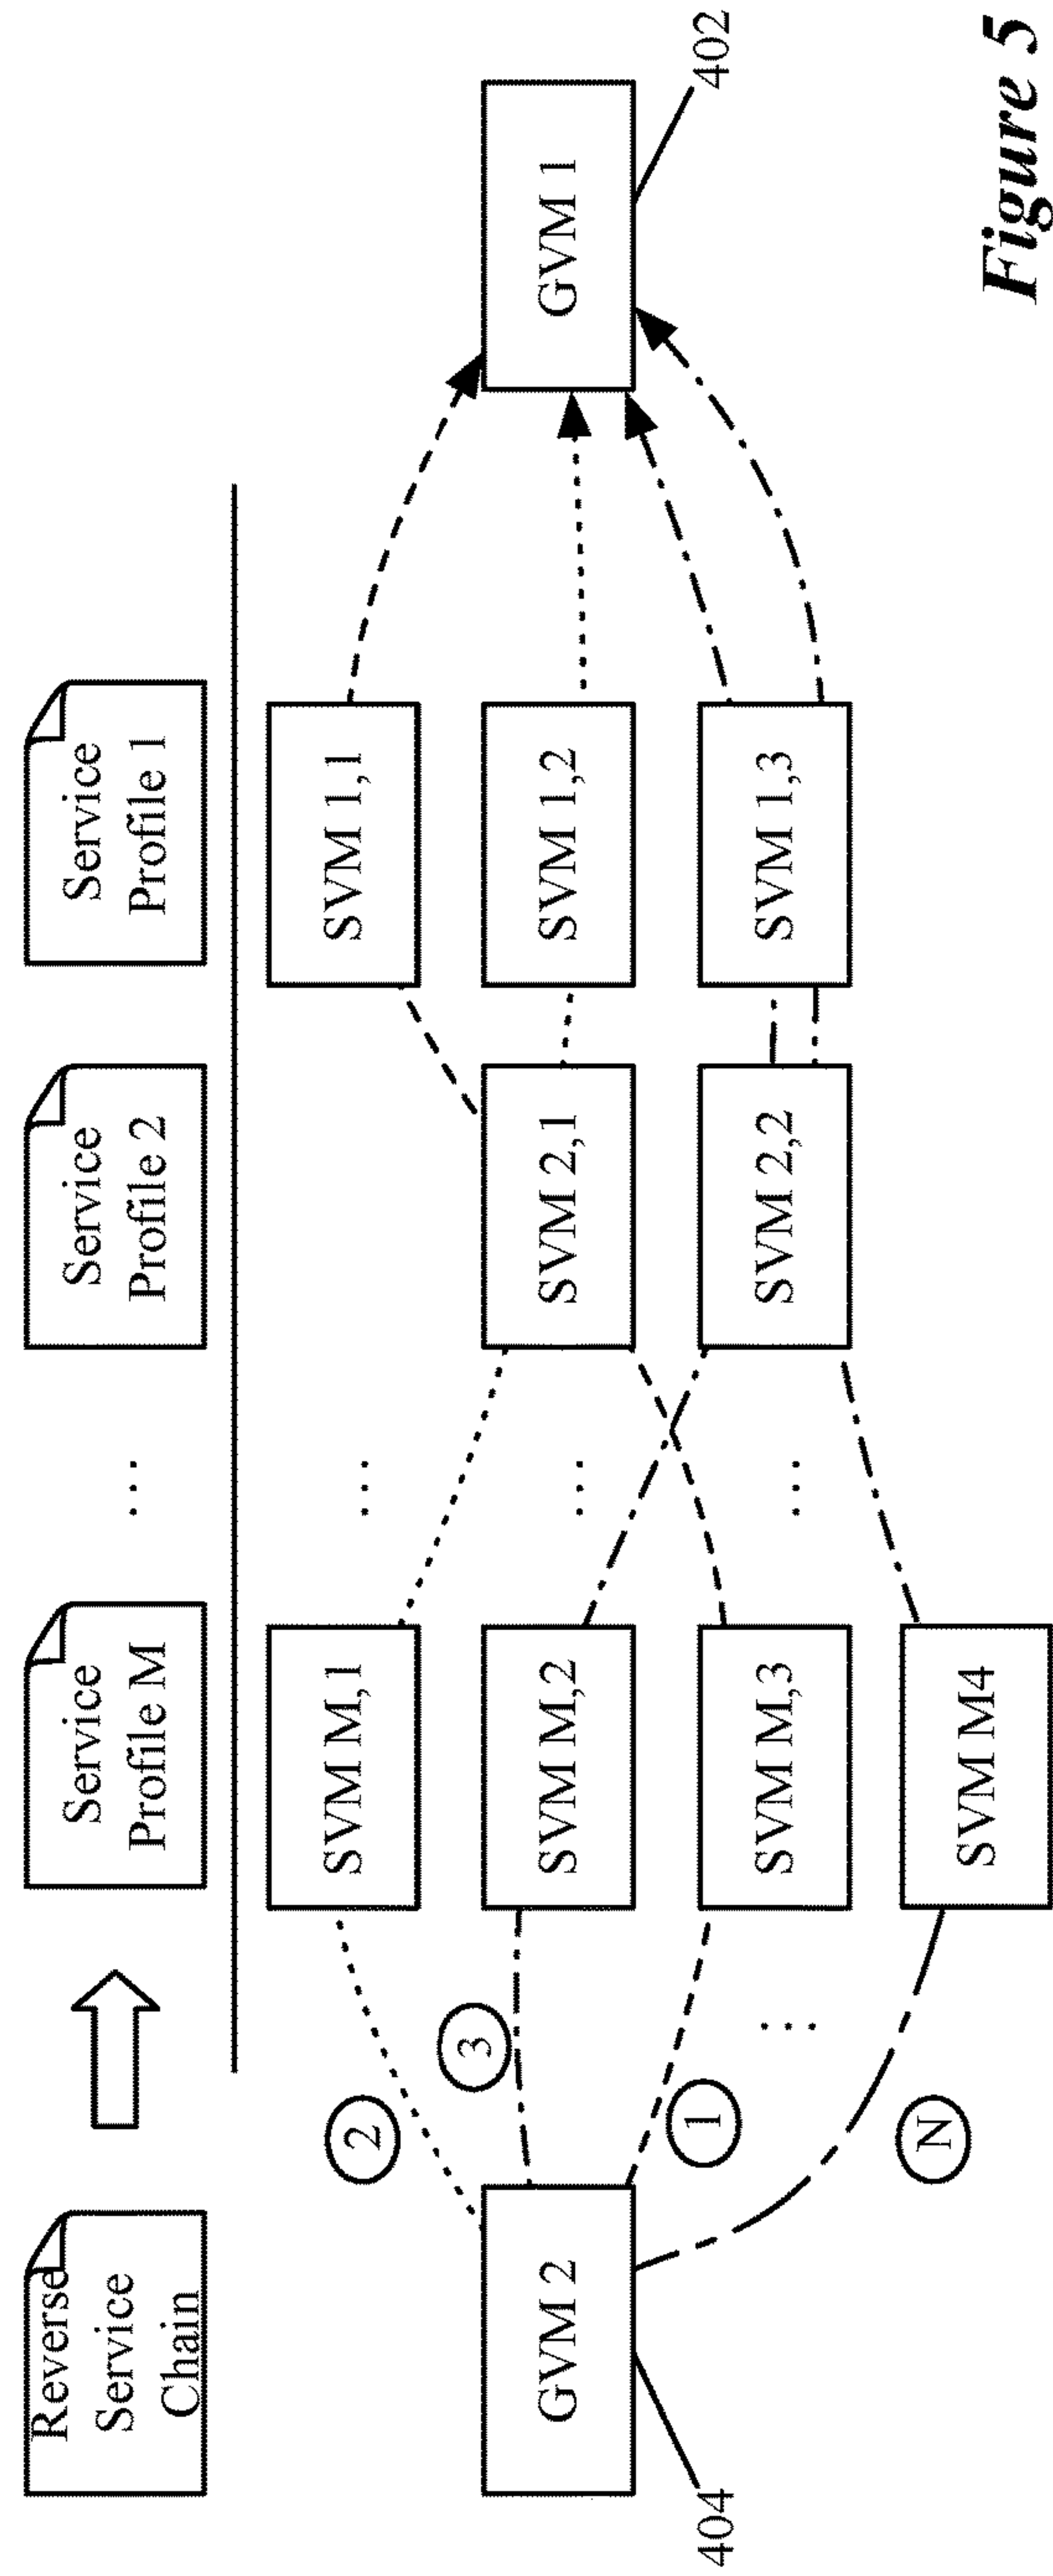 Reverse
Service
Chain
Service
Profile M
...
Service
Profile 2
Service
Profile 1
GVM 2
404
2
3
1
...
N
SVM M,1
SVM M,2
SVM M,3
SVM M4
...
...
...
SVM 2,1
SVM 2,2
SVM 1,1
SVM 1,2
SVM 1,3
GVM 1
402
Figure 5